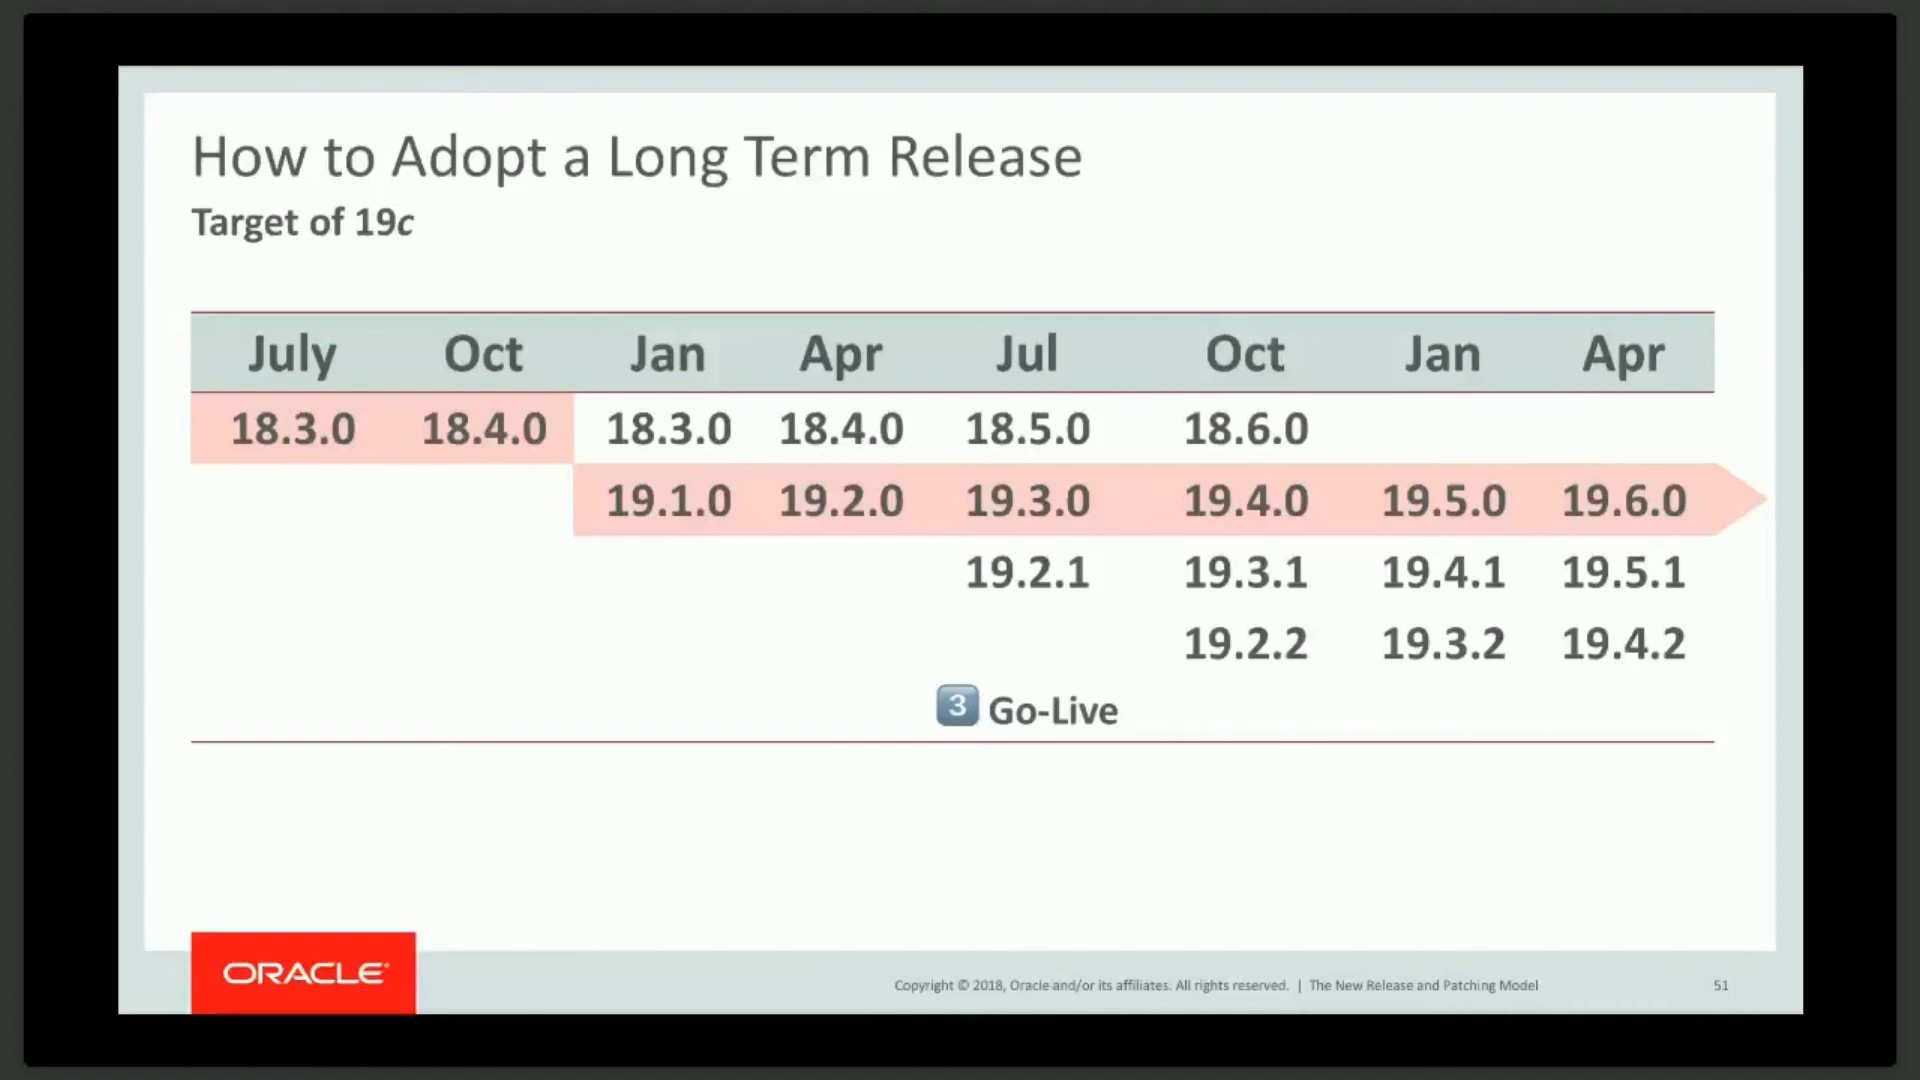 How to Adopt a Long Term Release
Target of 19c
July Oct Jan Apr Jul Oct Jan Apr
18.3.0 18.4.0 18.3.0 18.4.0 18.5.0 18.6.0
19.1.0 19.2.0 19.3.0 19.4.0 19.5.0 19.6.0
19.2.1 19.3.1 19.4.1 19.5.1
19.2.2 19.3.2 19.4.2
3 Go-Live
ORACLE®
Copyright © 2018, Oracle and/or its affiliates. All rights reserved. | The New Release and Patching Model 51